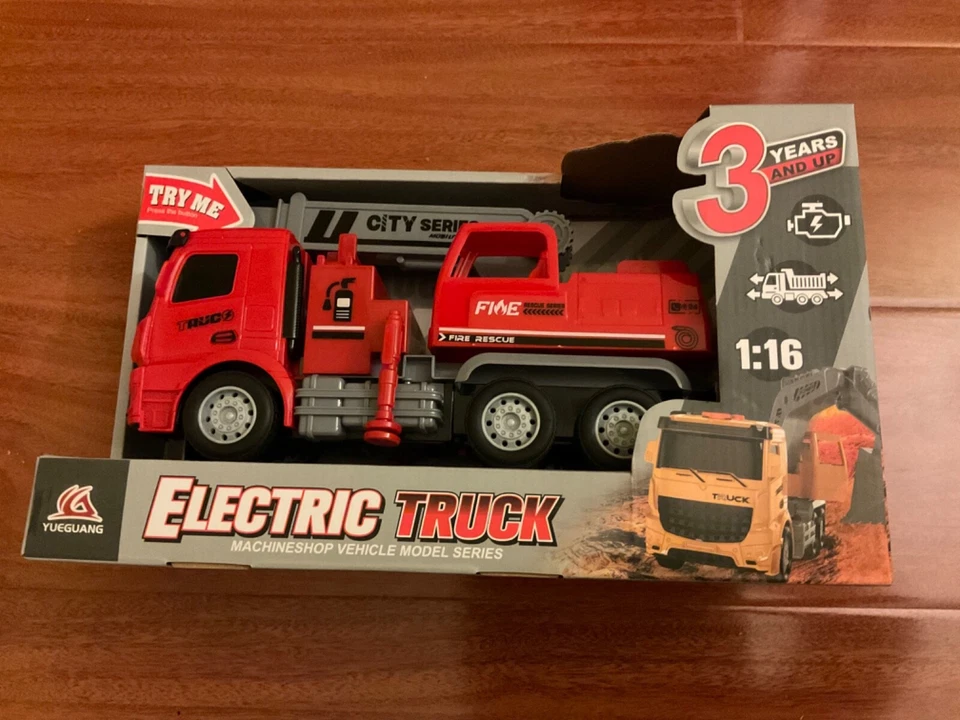 TRY ME
Press the button
3
YEARS
AND UP
CITY SERIES
TRUCK
FIRE
RESCUE SERIES
FIRE RESCUE
1:16
TRUCK
YUEGUANG
ELECTRIC TRUCK
MACHINESHOP VEHICLE MODEL SERIES